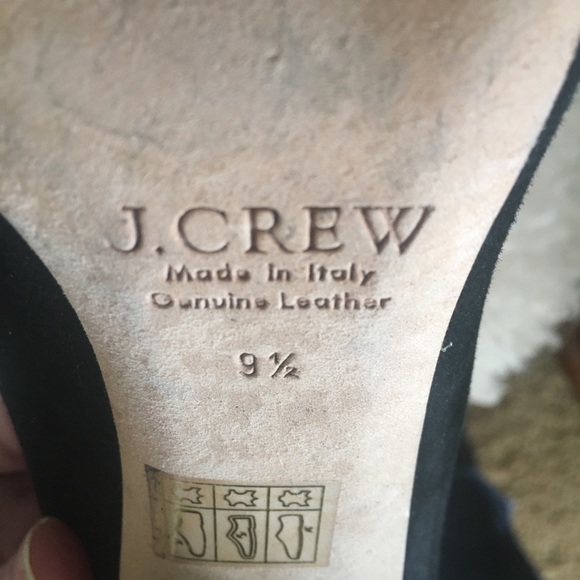 J.CREW
Made In Italy
Genuine Leather
9 ½